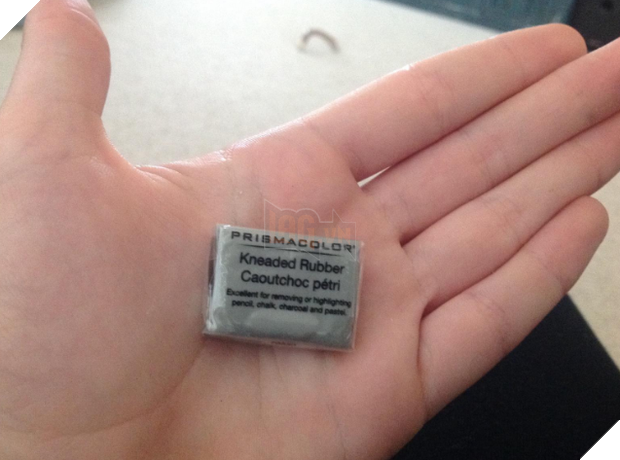 PRISMACOLOR®
Kneaded Rubber
Caoutchoc pétri
Excellent for removing or highlighting
pencil, chalk, charcoal and pastel.